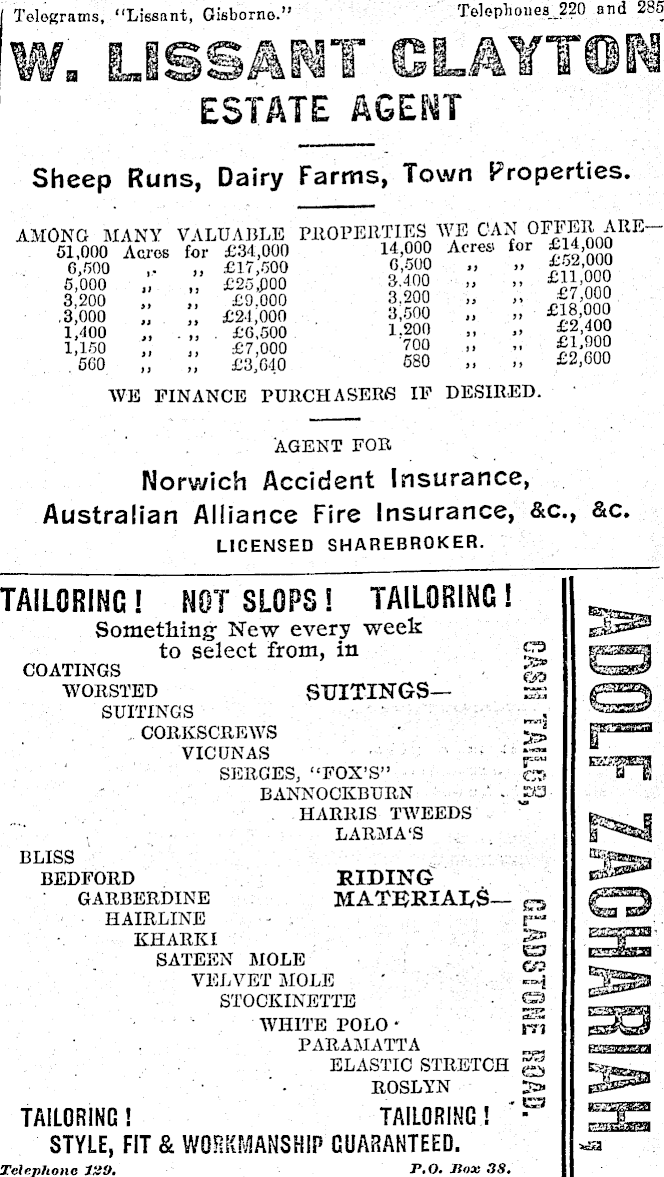 Telegrams, "Lissant, Gisborne." Telephones 220 and 285
W. LISSANT CLAYTON
ESTATE AGENT
Sheep Runs, Dairy Farms, Town Properties.
AMONG MANY VALUABLE PROPERTIES WE CAN OFFER ARE—
51,000 Acres for £34,000 14,000 Acres for £14,000
6,500 ,, ,, £17,500 6,500 ,, ,, £52,000
5,000 ,, ,, £25,000 3,400 ,, ,, £11,000
3,200 ,, ,, £9,000 3,200 ,, ,, £7,000
3,000 ,, ,, £24,000 3,500 ,, ,, £18,000
1,400 ,, ,, £6,500 1,200 ,, ,, £2,400
1,150 ,, ,, £7,000 700 ,, ,, £1,900
560 ,, ,, £3,640 580 ,, ,, £2,600
WE FINANCE PURCHASERS IF DESIRED.
AGENT FOR
Norwich Accident Insurance,
Australian Alliance Fire Insurance, &c., &c.
LICENSED SHAREBROKER.
TAILORING! NOT SLOPS! TAILORING!
Something New every week
to select from, in
COATINGS
WORSTED SUITINGS—
SUITINGS
CORKSCREWS
VICUNAS
SERGES, "FOX'S"
BANNOCKBURN
HARRIS TWEEDS
LARMA'S
BLISS
BEDFORD RIDING
GARBERDINE MATERIALS—
HAIRLINE
KHARKI
SATEEN MOLE
VELVET MOLE
STOCKINETTE
WHITE POLO
PARAMATTA
ELASTIC STRETCH
ROSLYN
TAILORING! TAILORING!
STYLE, FIT & WORKMANSHIP GUARANTEED.
Telephone 129. P.O. Box 38.
CASH TAILOR, GLADSTONE ROAD.
ADOLF ZACHARIAH,